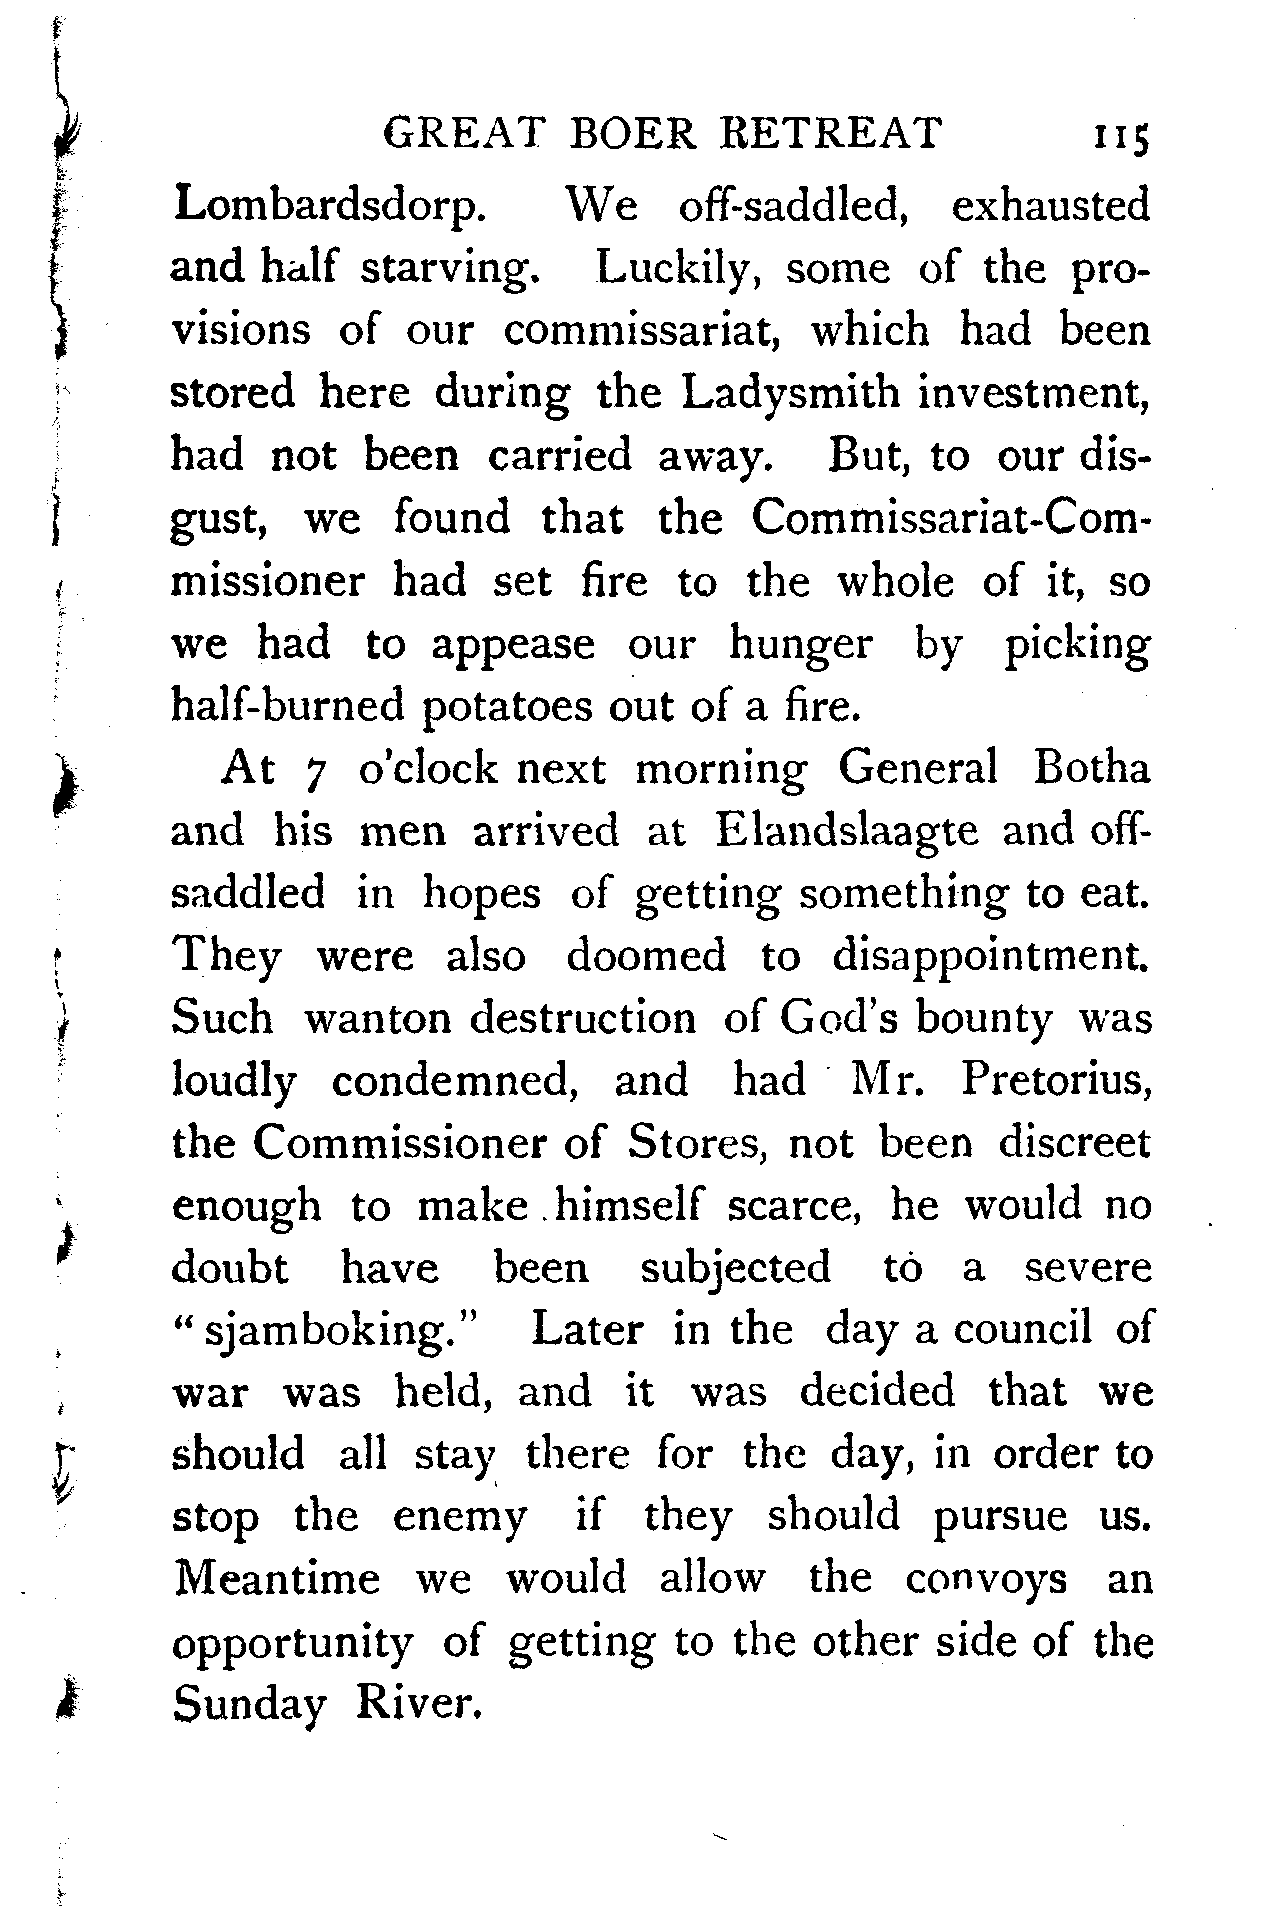 GREAT BOER RETREAT 115
Lombardsdorp. We off-saddled, exhausted
and half starving. Luckily, some of the pro-
visions of our commissariat, which had been
stored here during the Ladysmith investment,
had not been carried away. But, to our dis-
gust, we found that the Commissariat-Com-
missioner had set fire to the whole of it, so
we had to appease our hunger by picking
half-burned potatoes out of a fire.
At 7 o'clock next morning General Botha
and his men arrived at Elandslaagte and off-
saddled in hopes of getting something to eat.
They were also doomed to disappointment.
Such wanton destruction of God's bounty was
loudly condemned, and had Mr. Pretorius,
the Commissioner of Stores, not been discreet
enough to make himself scarce, he would no
doubt have been subjected to a severe
“sjamboking.” Later in the day a council of
war was held, and it was decided that we
should all stay there for the day, in order to
stop the enemy if they should pursue us.
Meantime we would allow the convoys an
opportunity of getting to the other side of the
Sunday River.